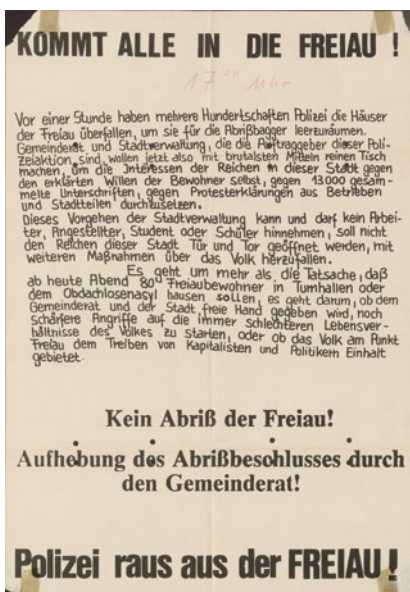 KOMMT ALLE IN DIE FREIAU !
17⁰⁰ Uhr
Vor einer Stunde haben mehrere Hundertschaften Polizei die Häuser
der Freiau überfallen, um sie für die Abrißbagger leerzuräumen.
Gemeinderat und Stadtverwaltung, die die Auftraggeber dieser Poli-
zeiaktion sind, wollen jetzt also mit brutalsten Mitteln reinen Tisch
machen, um die Interessen der Reichen in dieser Stadt gegen
den erklärten Willen der Bewohner selbst, gegen 13000 gesam-
melte Unterschriften, gegen Protesterklärungen aus Betrieben
und Stadtteilen durchzusetzen.
Dieses Vorgehen der Stadtverwaltung kann und darf kein Arbei-
ter, Angestellter, Student oder Schüler hinnehmen, soll nicht
den Reichen dieser Stadt Tür und Tor geöffnet werden, mit
weiteren Maßnahmen über das Volk herzufallen.
Es geht um mehr als die Tatsache, daß
ab heute Abend 80 Freiaubewohner in Turnhallen oder
dem Obdachlosenasyl hausen sollen, es geht darum, ob dem
Gemeinderat und der Stadt freie Hand gegeben wird, noch
schärfere Angriffe auf die immer schlechteren Lebensver-
hältnisse des Volkes zu starten, oder ob das Volk am Punkt
Freiau dem Treiben von Kapitalisten und Politikern Einhalt
gebietet.
Kein Abriß der Freiau!
Aufhebung des Abrißbeschlusses durch
den Gemeinderat!
Polizei raus aus der FREIAU !